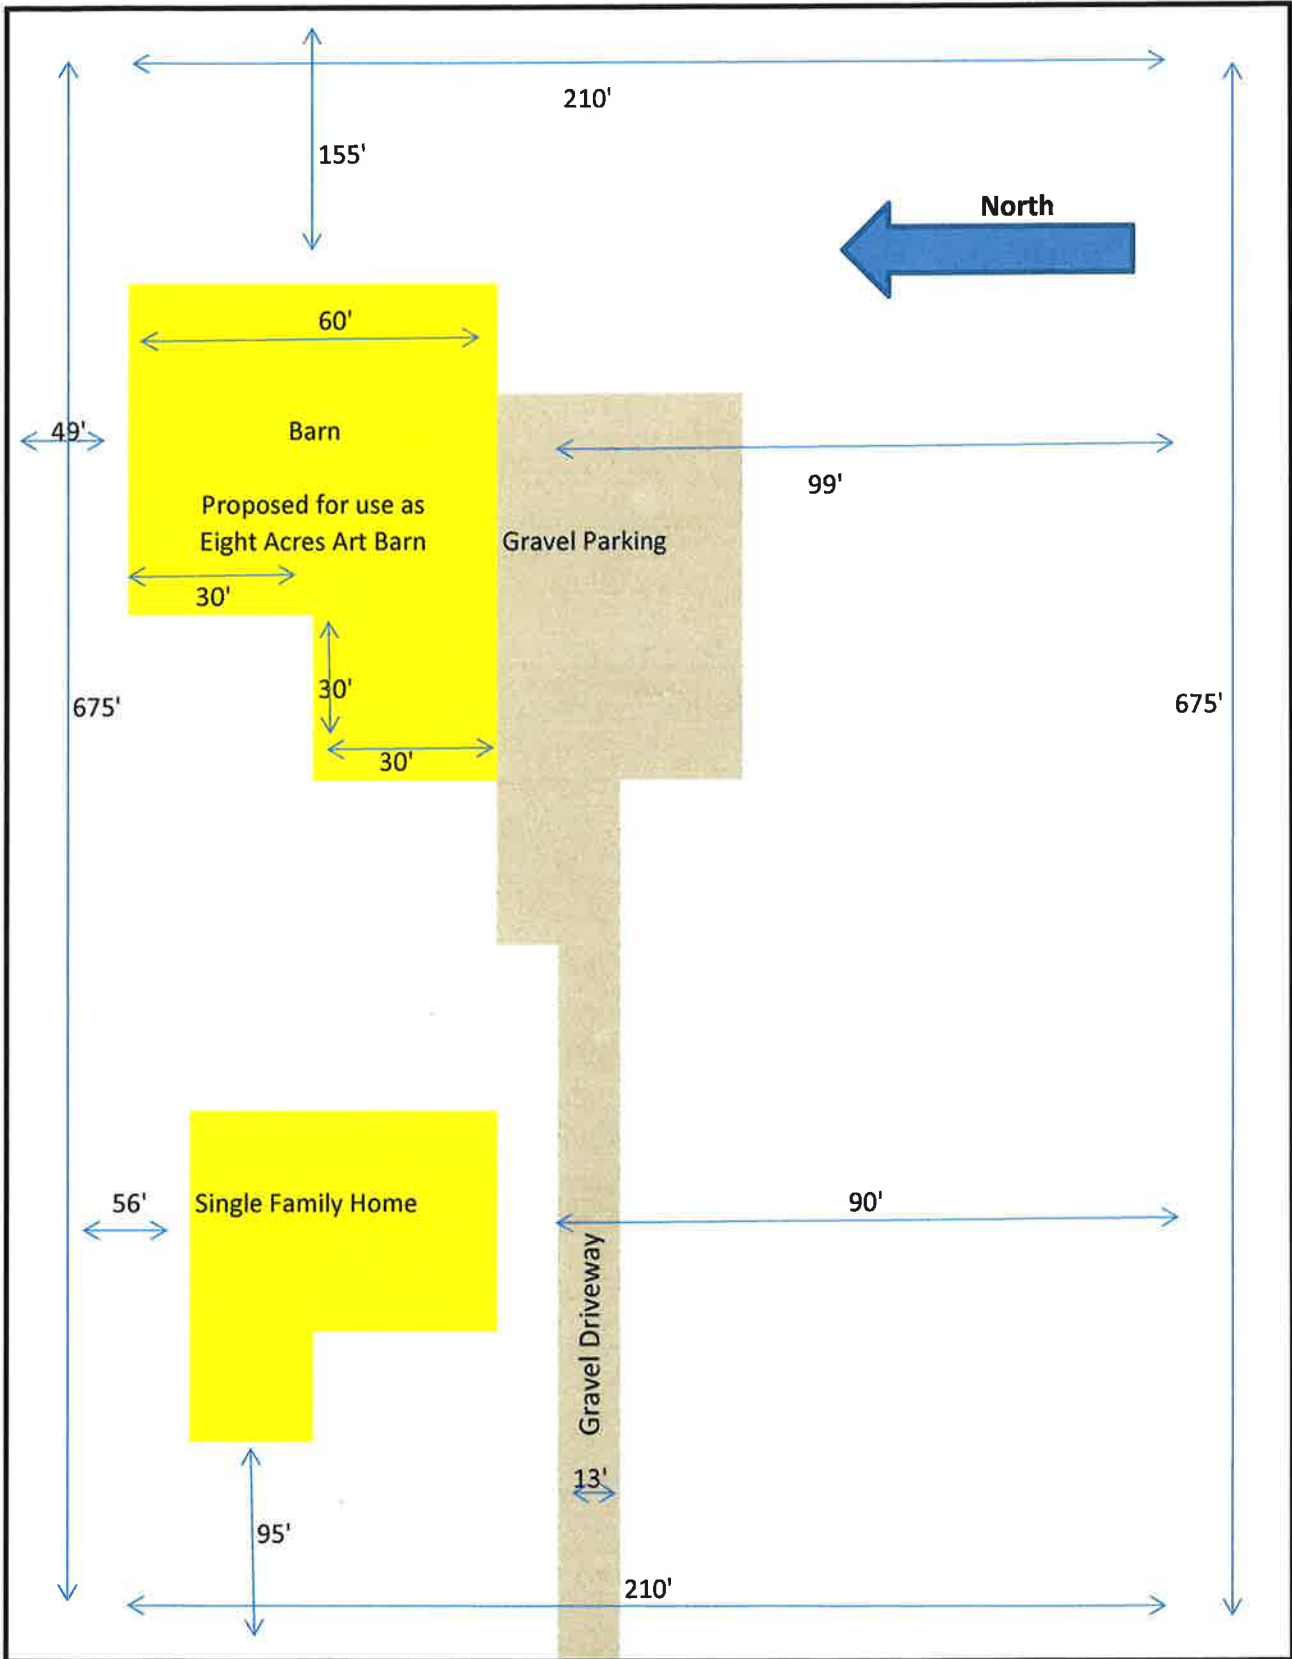 210'
155'
North
60'
49'
Barn
99'
Proposed for use as
Eight Acres Art Barn
Gravel Parking
30'
30'
675'
675'
30'
56'
Single Family Home
90'
Gravel Driveway
13'
95'
210'